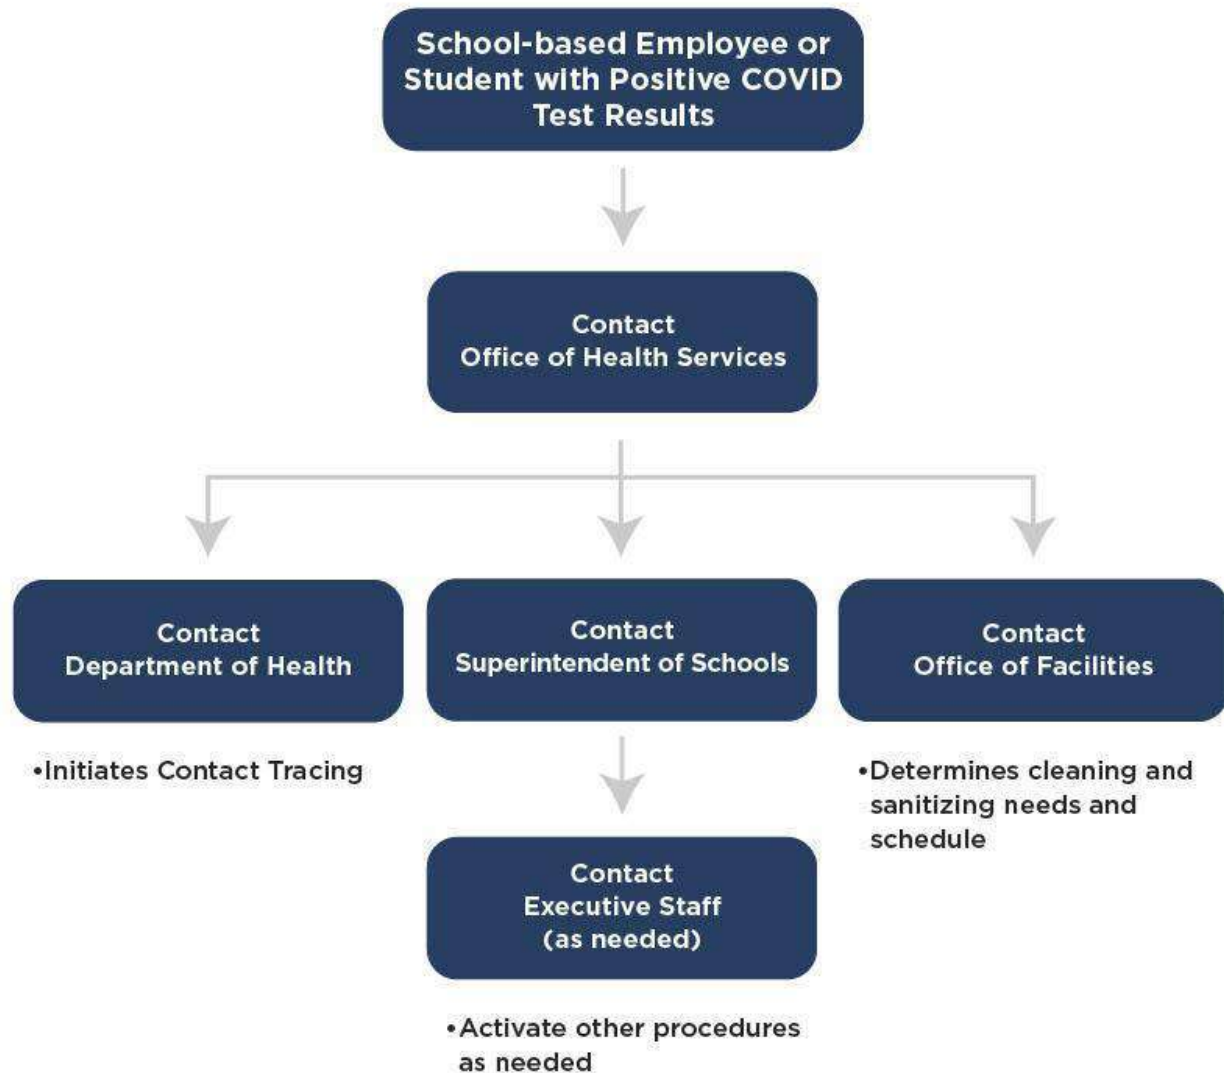 School-based Employee or
Student with Positive COVID
Test Results
Contact
Office of Health Services
Contact
Department of Health
•Initiates Contact Tracing
Contact
Superintendent of Schools
Contact
Office of Facilities
•Determines cleaning and
sanitizing needs and
schedule
Contact
Executive Staff
(as needed)
•Activate other procedures
as needed